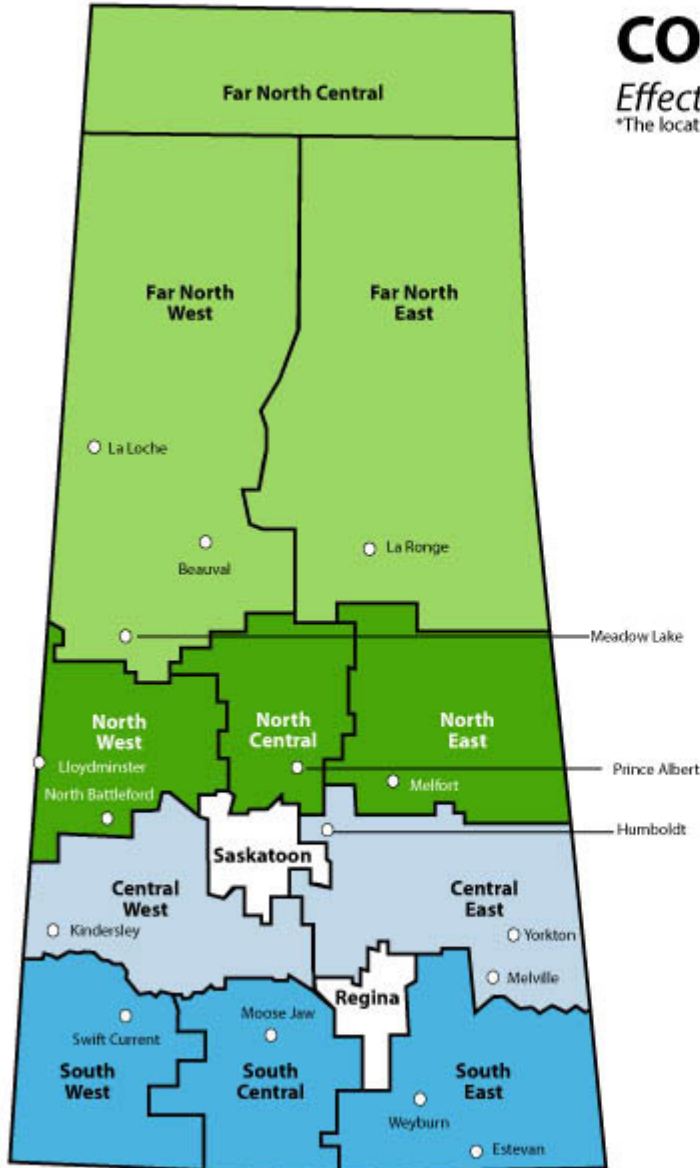 CO
Effect
*The locat
Far North Central
Far North
West
Far North
East
La Loche
La Ronge
Beauval
Meadow Lake
North
West
North
Central
North
East
Lloydminster
Prince Albert
Melfort
North Battleford
Humboldt
Saskatoon
Central
West
Central
East
Kindersley
Yorkton
Melville
Regina
Moose Jaw
Swift Current
South
West
South
Central
South
East
Weyburn
Estevan